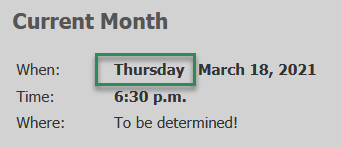 Current Month
When: Thursday March 18, 2021
Time: 6:30 p.m.
Where: To be determined!